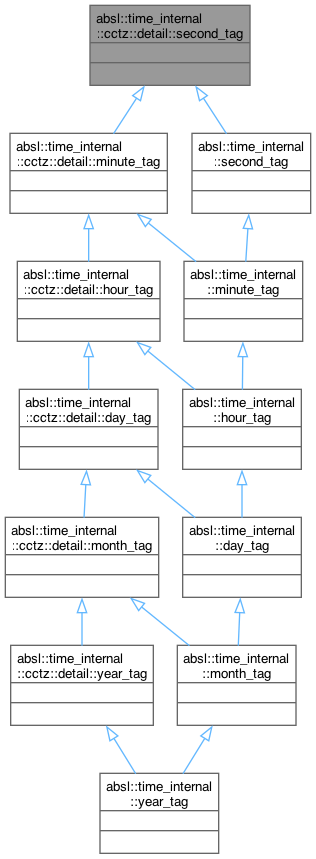 absl::time_internal
::cctz::detail::second_tag
absl::time_internal
::cctz::detail::minute_tag
absl::time_internal
::second_tag
absl::time_internal
::cctz::detail::hour_tag
absl::time_internal
::minute_tag
absl::time_internal
::cctz::detail::day_tag
absl::time_internal
::hour_tag
absl::time_internal
::cctz::detail::month_tag
absl::time_internal
::day_tag
absl::time_internal
::cctz::detail::year_tag
absl::time_internal
::month_tag
absl::time_internal
::year_tag